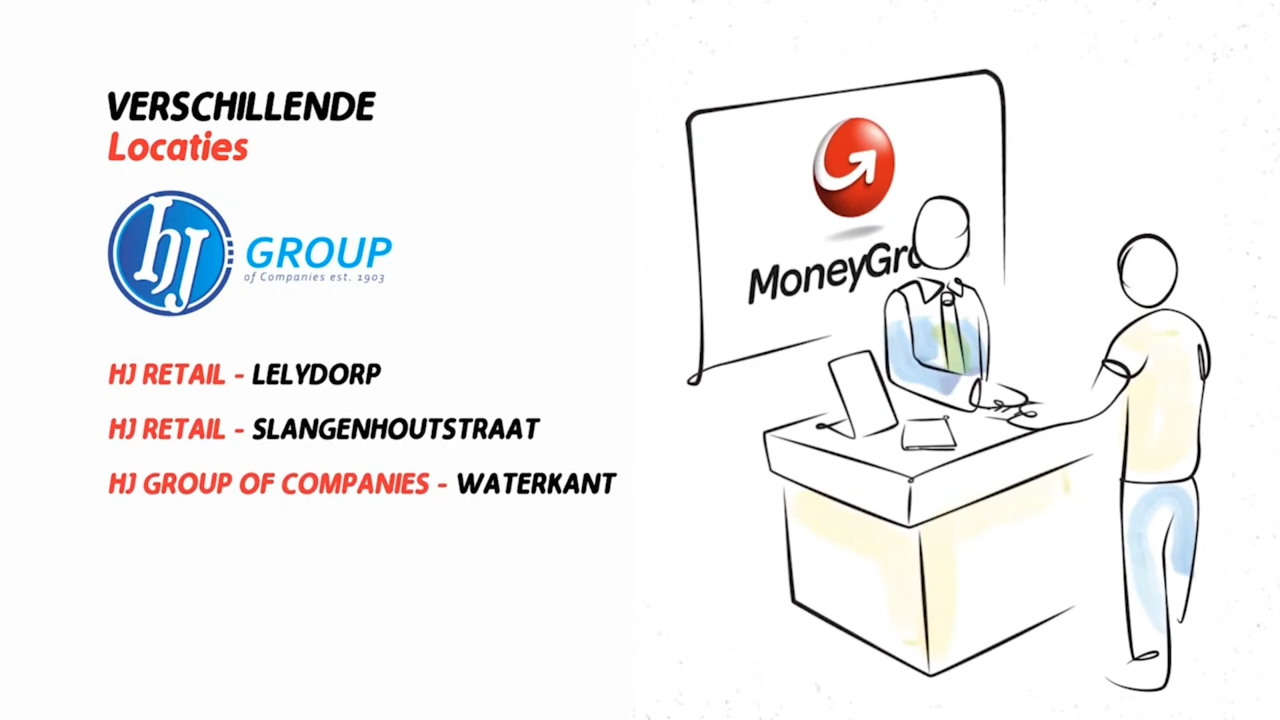 VERSCHILLENDE
Locaties
hj GROUP
of Companies est. 1903
HJ RETAIL - LELYDORP
HJ RETAIL - SLANGENHOUTSTRAAT
HJ GROUP OF COMPANIES - WATERKANT
MoneyGra